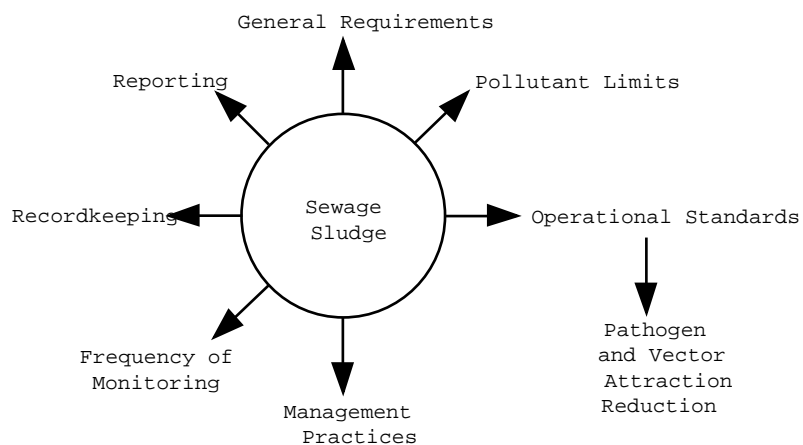 General Requirements
Reporting
Pollutant Limits
Recordkeeping
Sewage
Sludge
Operational Standards
Frequency of
Monitoring
Pathogen
and Vector
Attraction
Reduction
Management
Practices